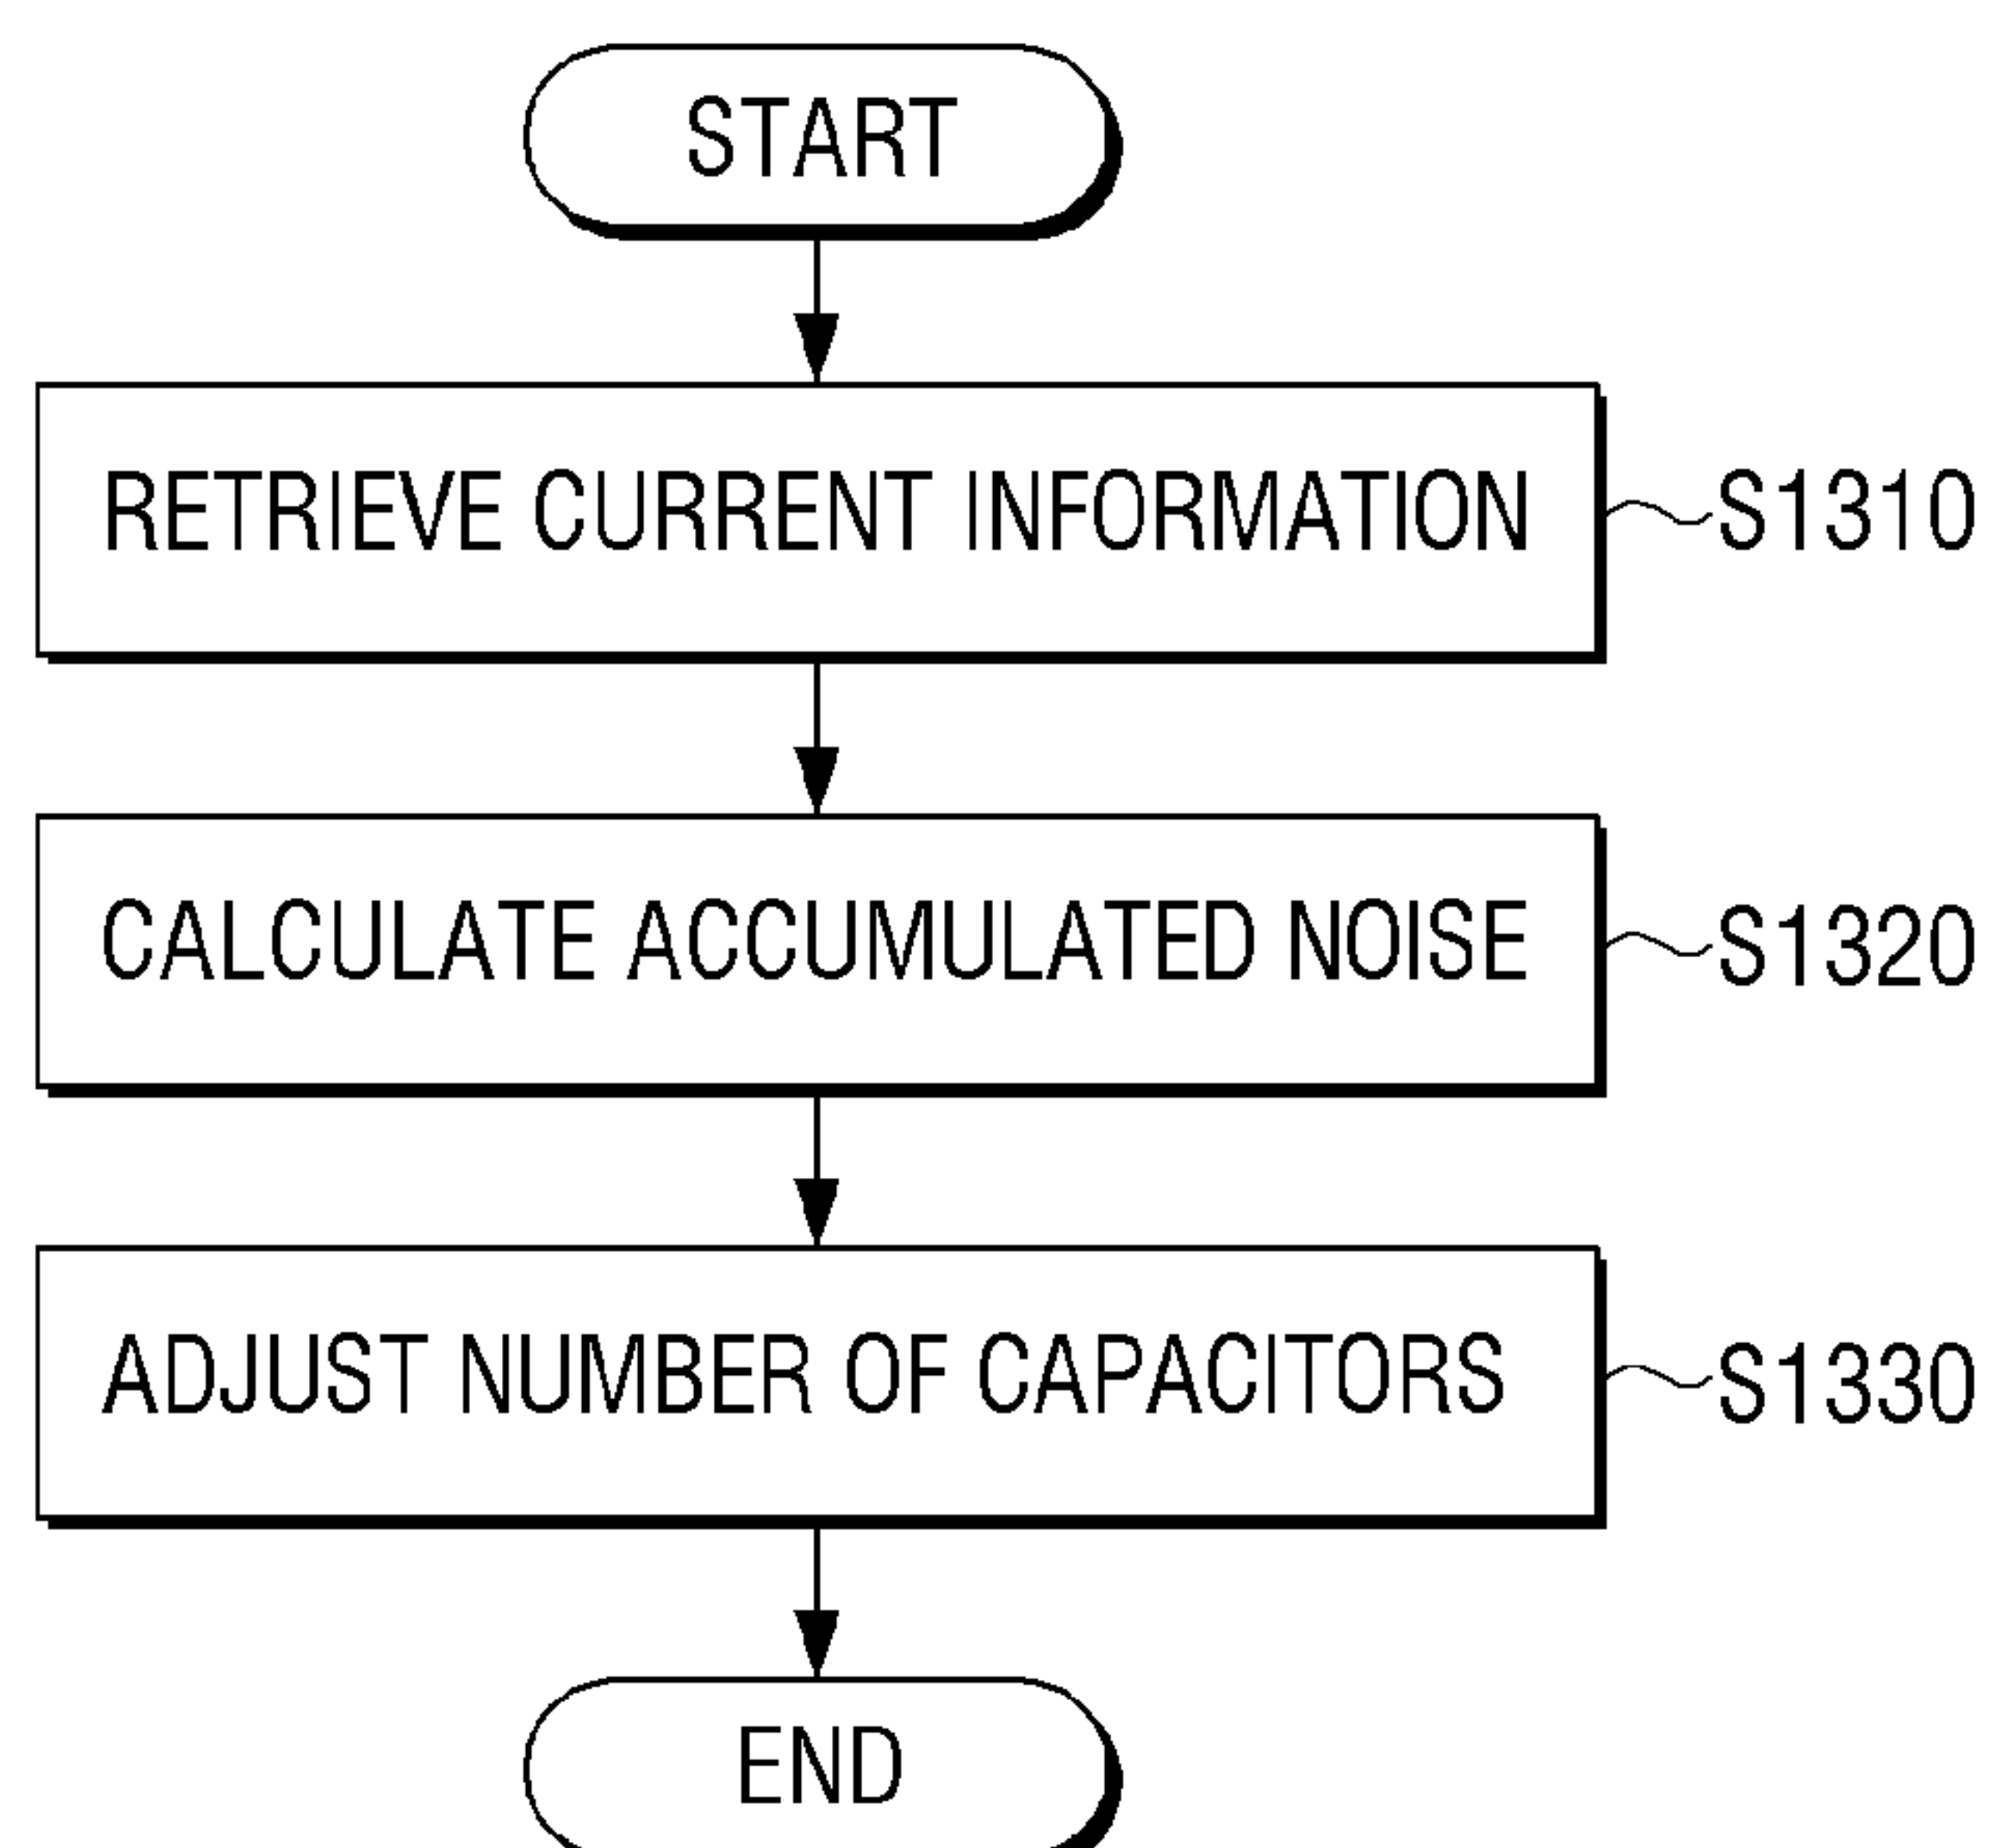 START
RETRIEVE CURRENT INFORMATION
S1310
CALCULATE ACCUMULATED NOISE
S1320
ADJUST NUMBER OF CAPACITORS
S1330
END